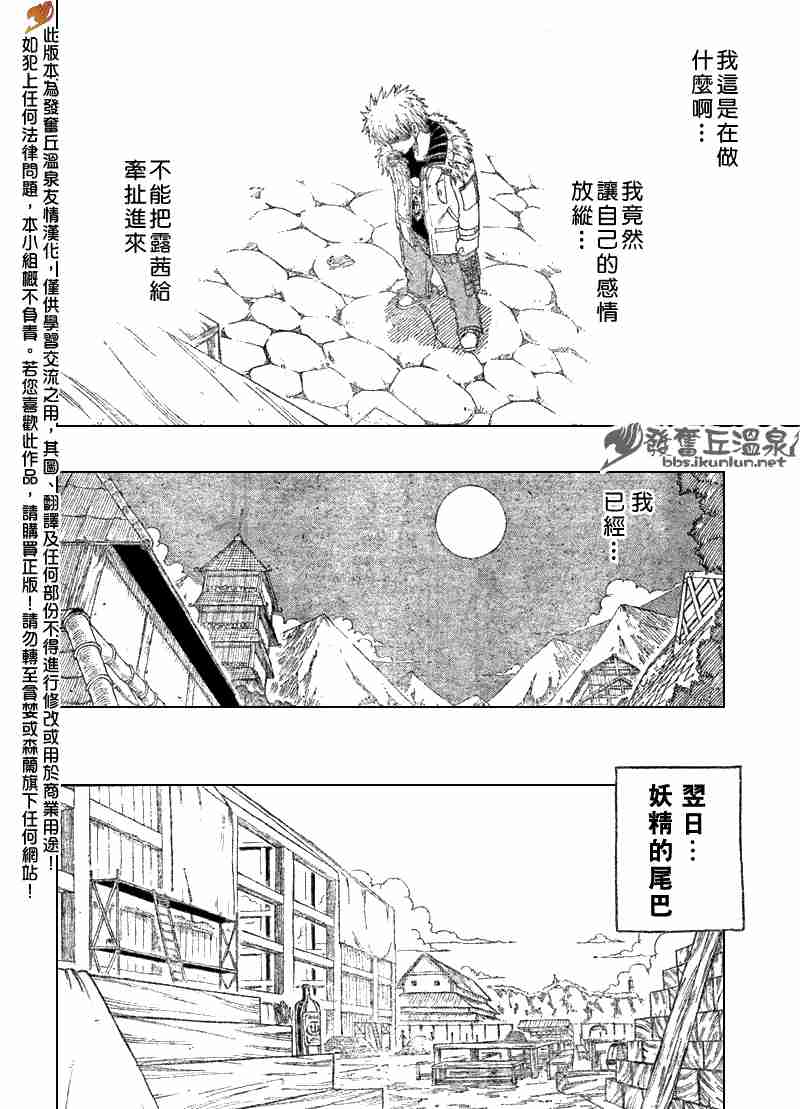 我這是在做
什麼啊…
我竟然
讓自己的感情
放縱…
不能把露茜給
牽扯進來
發奮丘溫泉
bbs.ikunlun.net
我
已經…
翌日…
妖精的尾巴
此版本為發奮丘溫泉友情漢化，僅供學習交流之用，其圖、翻譯及任何部份不得進行修改或用於商業用途！
如犯上任何法律問題，本小組概不負責。若您喜歡此作品，請購買正版！請勿轉至貪婪或森蘭旗下任何網站！